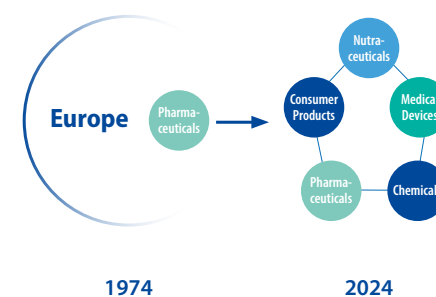 Nutra-
ceuticals
Consumer
Products
Medica
Devices
Europe
Pharma-
ceuticals
Pharma-
ceuticals
Chemical
1974
2024